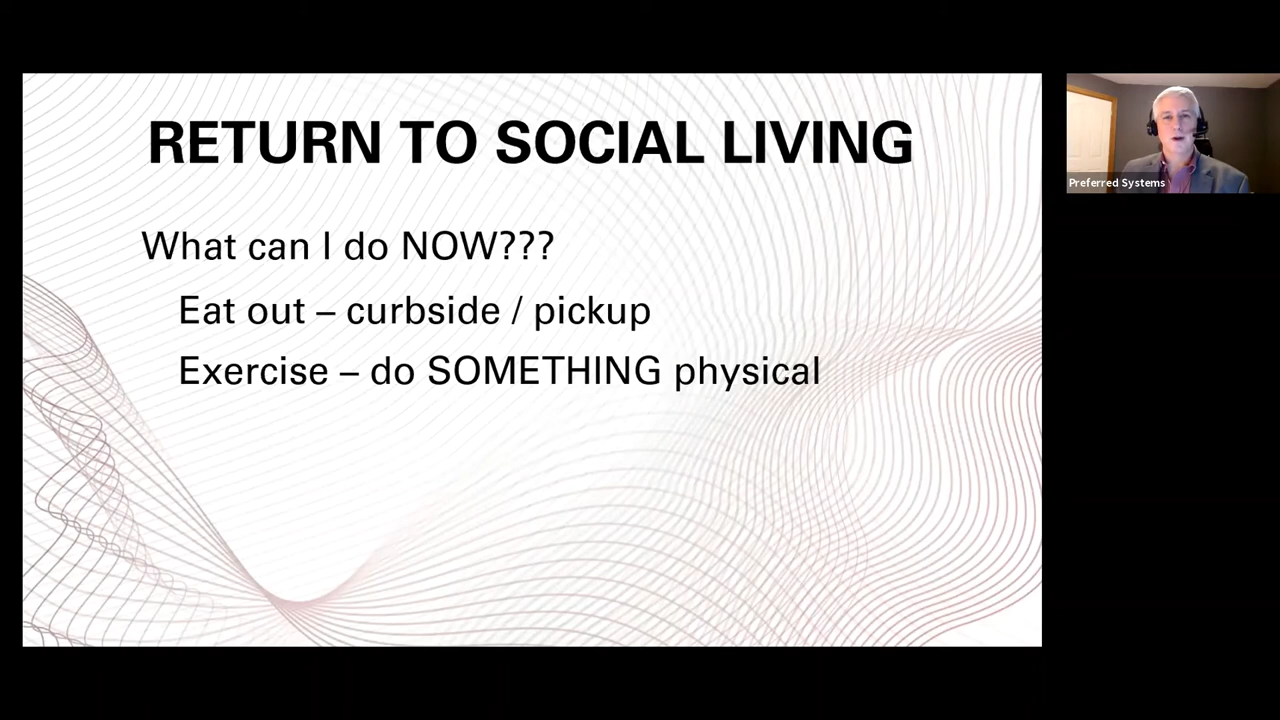 RETURN TO SOCIAL LIVING
What can I do NOW???
Eat out – curbside / pickup
Exercise – do SOMETHING physical
Preferred Systems